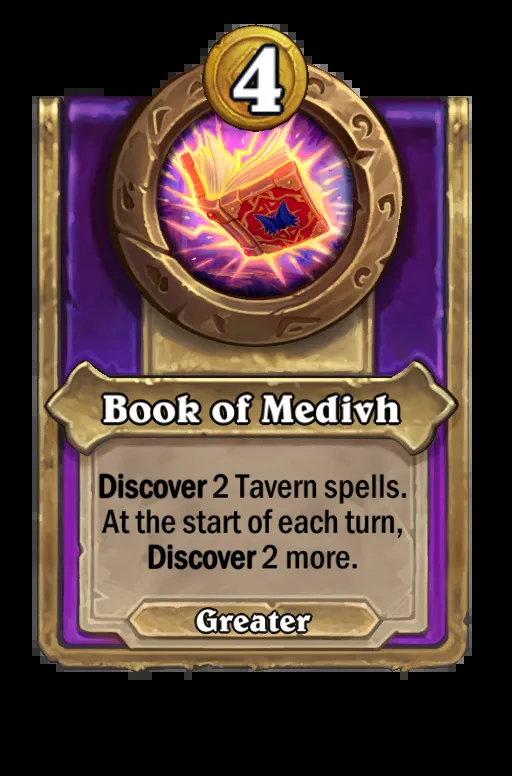 4
Book of Medivh
Discover 2 Tavern spells.
At the start of each turn,
Discover 2 more.
Greater